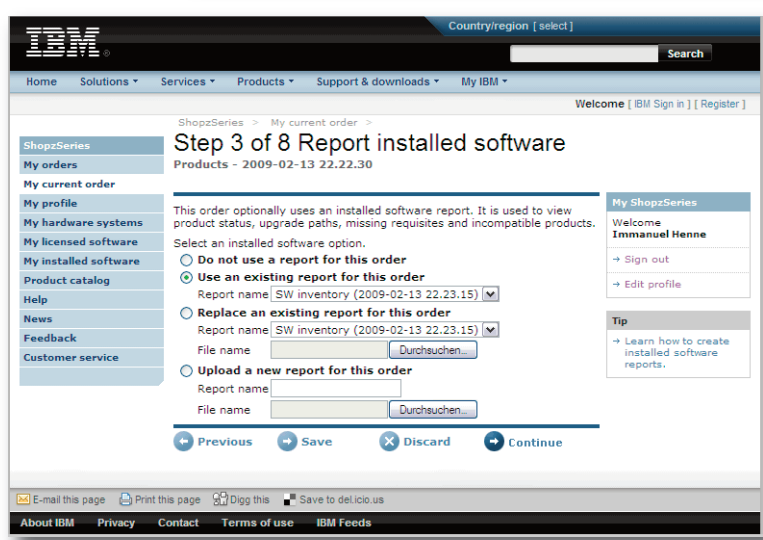 Country/region [ select ]
IBM®
Search
Home Solutions Services Products Support & downloads My IBM
Welcome [ IBM Sign in ] [ Register ]
ShopzSeries > My current order >
Step 3 of 8 Report installed software
Products - 2009-02-13 22.22.30
ShopzSeries
My orders
My current order
My profile
My hardware systems
My licensed software
My installed software
Product catalog
Help
News
Feedback
Customer service
This order optionally uses an installed software report. It is used to view
product status, upgrade paths, missing requisites and incompatible products.
Select an installed software option.
Do not use a report for this order
Use an existing report for this order
Report name SW inventory (2009-02-13 22.23.15)
Replace an existing report for this order
Report name SW inventory (2009-02-13 22.23.15)
File name Durchsuchen...
Upload a new report for this order
Report name
File name Durchsuchen...
Previous Save Discard Continue
My ShopzSeries
Welcome
Immanuel Henne
→ Sign out
→ Edit profile
Tip
→ Learn how to create
installed software
reports.
E-mail this page Print this page Digg this Save to del.icio.us
About IBM Privacy Contact Terms of use IBM Feeds